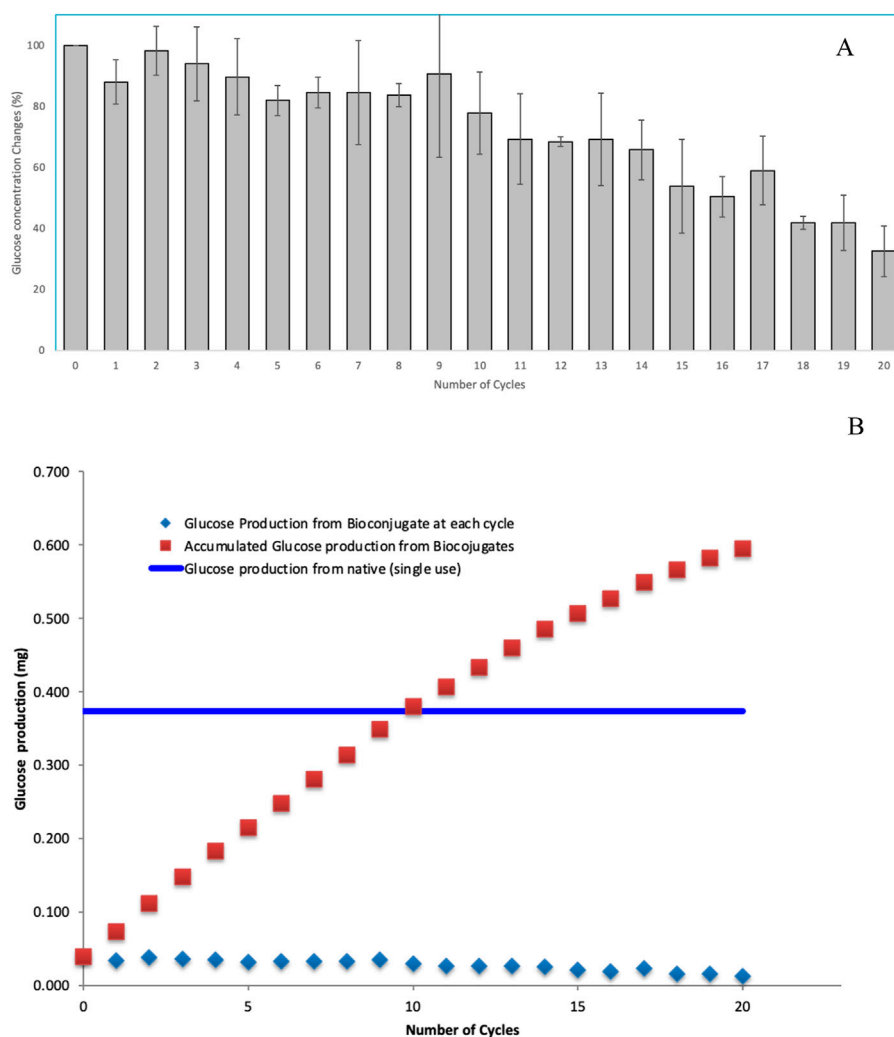 A
Glucose concentration Changes (%)
100
80
60
40
20
0
0 1 2 3 4 5 6 7 8 9 10 11 12 13 14 15 16 17 18 19 20
Number of Cycles
B
Glucose production (mg)
0.700
0.600
0.500
0.400
0.300
0.200
0.100
0.000
Glucose Production from Bioconjugate at each cycle
Accumulated Glucose production from Biocojugates
Glucose production from native (single use)
0 5 10 15 20
Number of Cycles